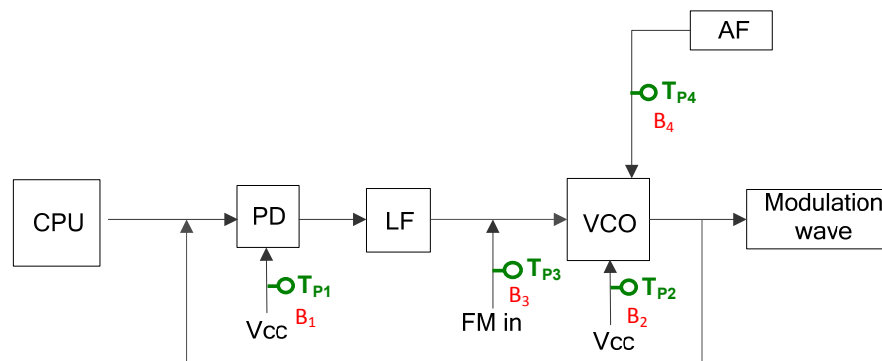 AF
TP4
B4
CPU
PD
LF
VCO
Modulation
wave
TP1
B1
Vcc
TP3
B3
FM in
TP2
B2
Vcc